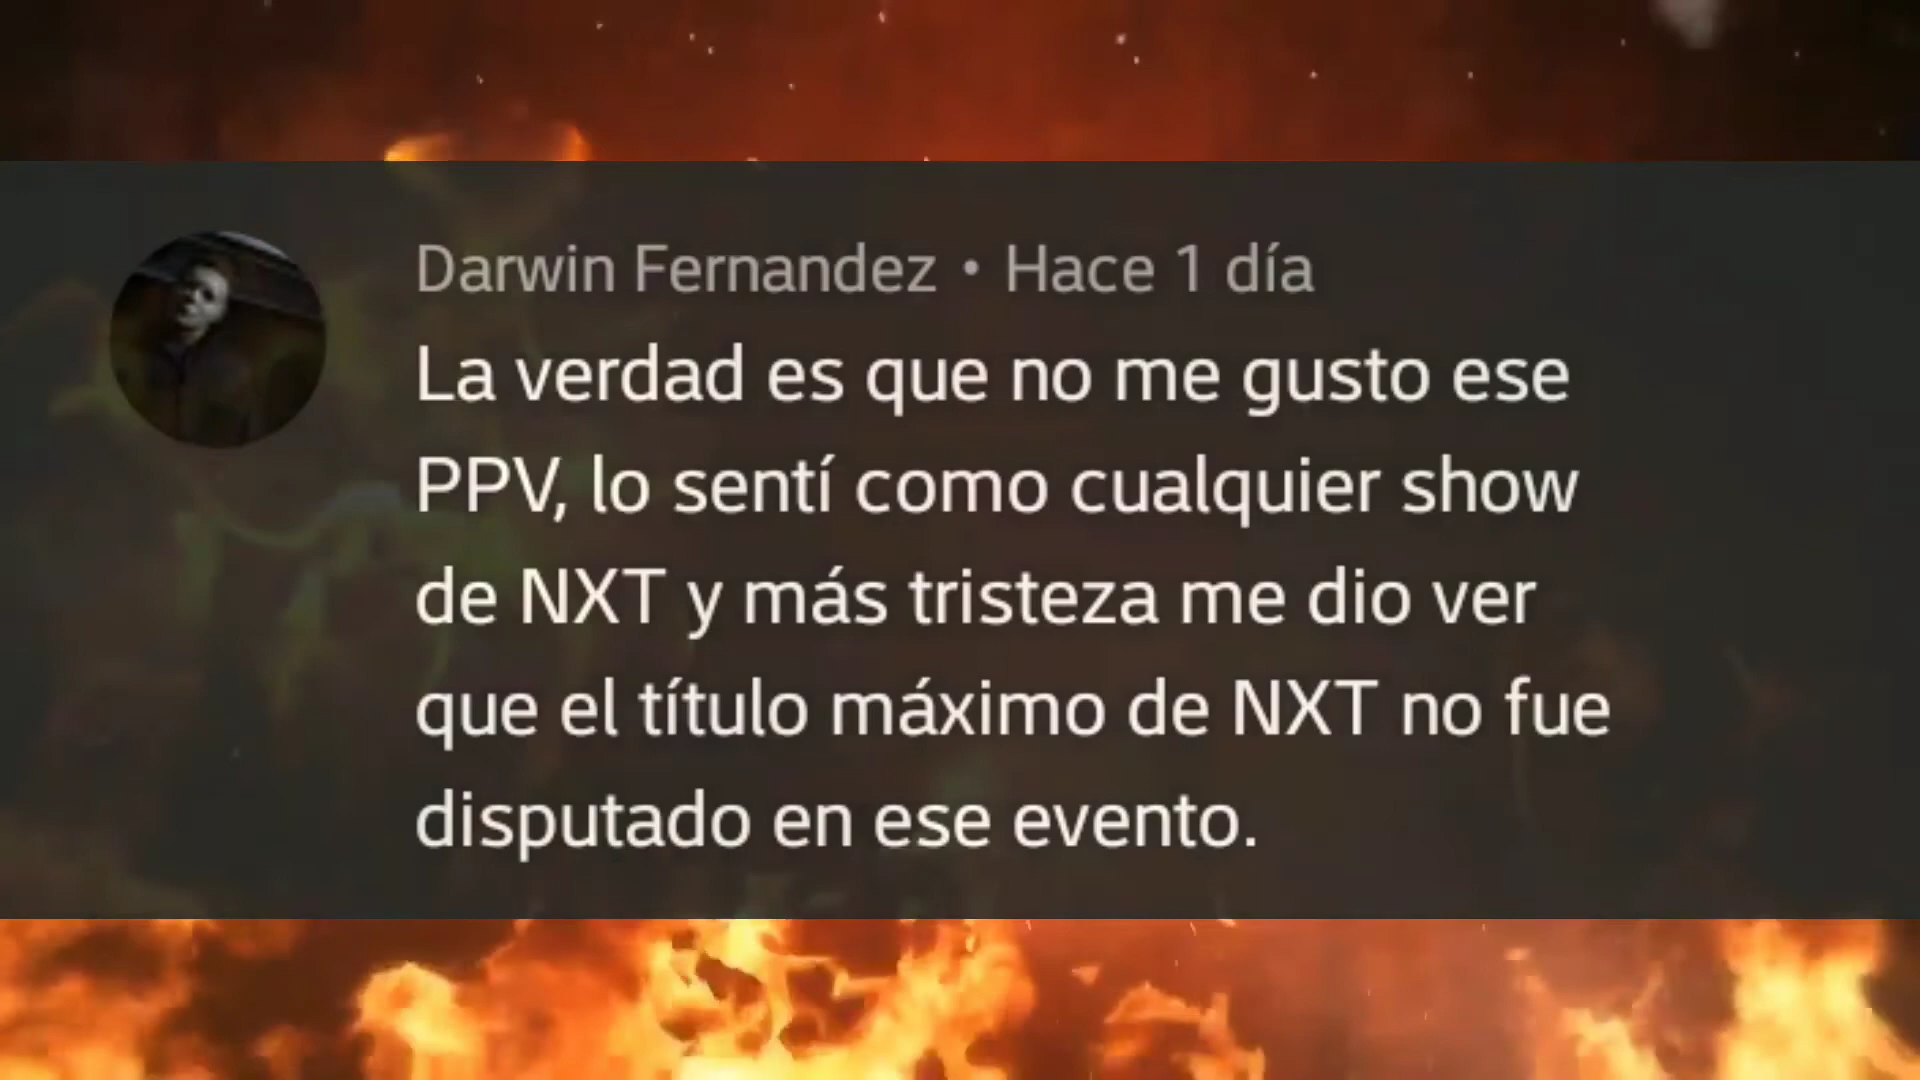 Darwin Fernandez • Hace 1 día
La verdad es que no me gusto ese
PPV, lo sentí como cualquier show
de NXT y más tristeza me dio ver
que el título máximo de NXT no fue
disputado en ese evento.